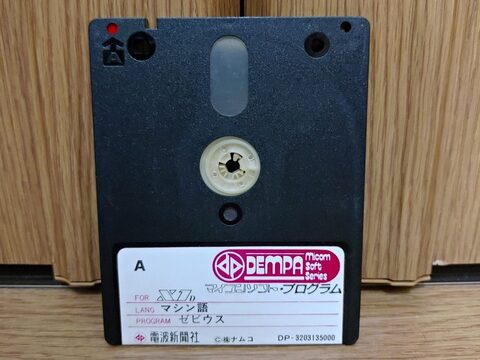 A
A
DEMPA
Micom
Soft
Series
マイコンソフト・プログラム
FOR X1D
LANG マシン語
PROGRAM ゼビウス
電波新聞社
©株ナムコ
DP-3203135000